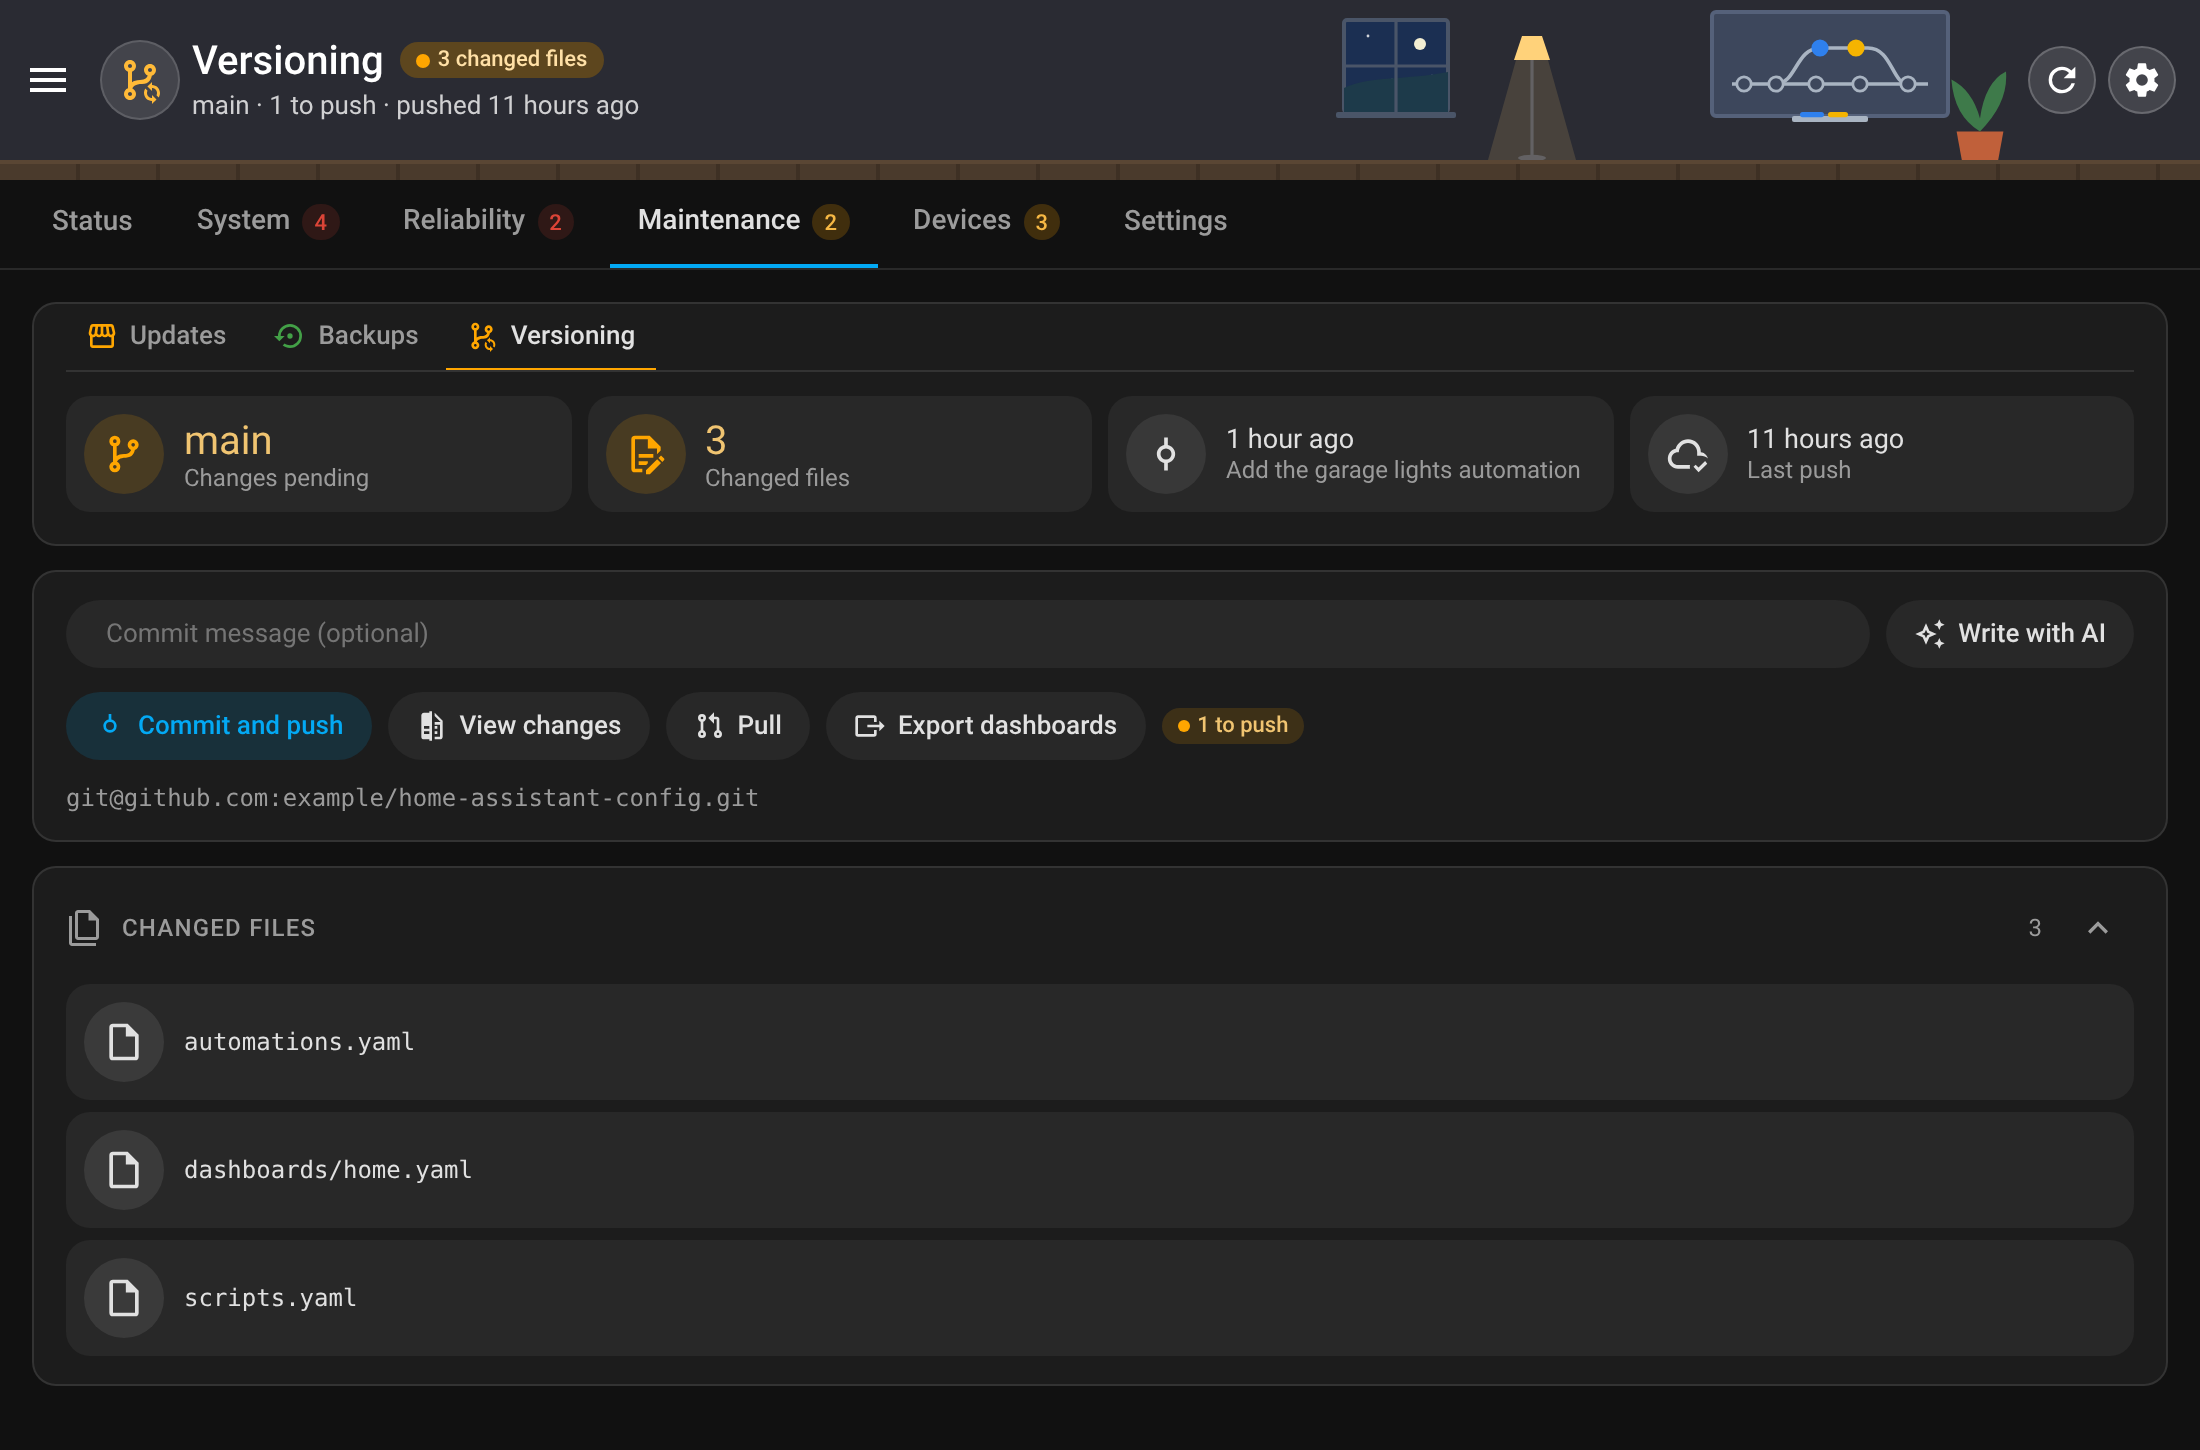 Versioning
3 changed files
main · 1 to push · pushed 11 hours ago
Status
System 4
Reliability 2
Maintenance 2
Devices 3
Settings
Updates
Backups
Versioning
main
Changes pending
3
Changed files
1 hour ago
Add the garage lights automation
11 hours ago
Last push
Commit message (optional)
Write with AI
Commit and push
View changes
Pull
Export dashboards
1 to push
git@github.com:example/home-assistant-config.git
CHANGED FILES
3
automations.yaml
dashboards/home.yaml
scripts.yaml